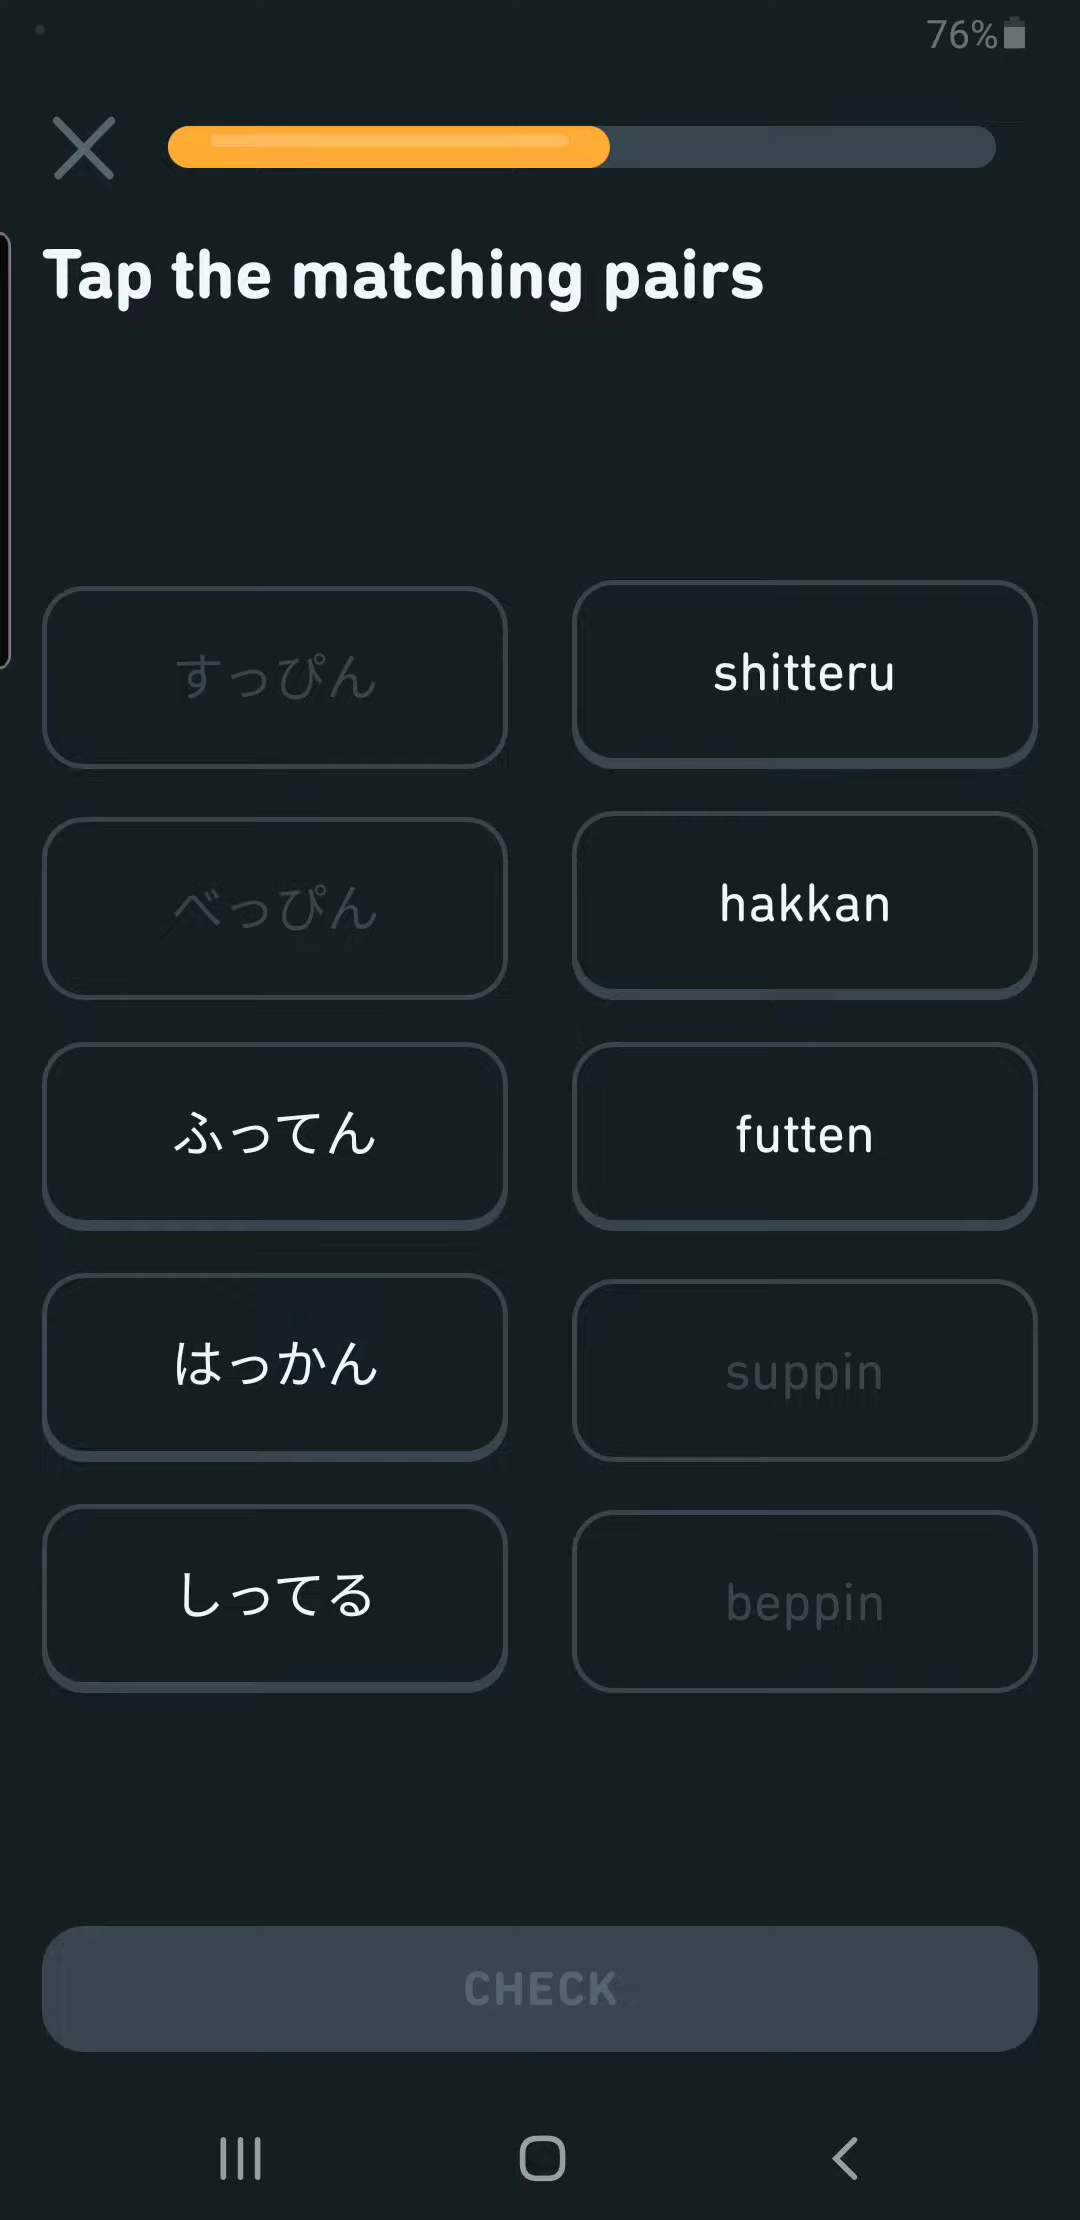 76%
Tap the matching pairs
すっぴん
shitteru
べっぴん
hakkan
ふってん
futten
はっかん
suppin
しってる
beppin
CHECK